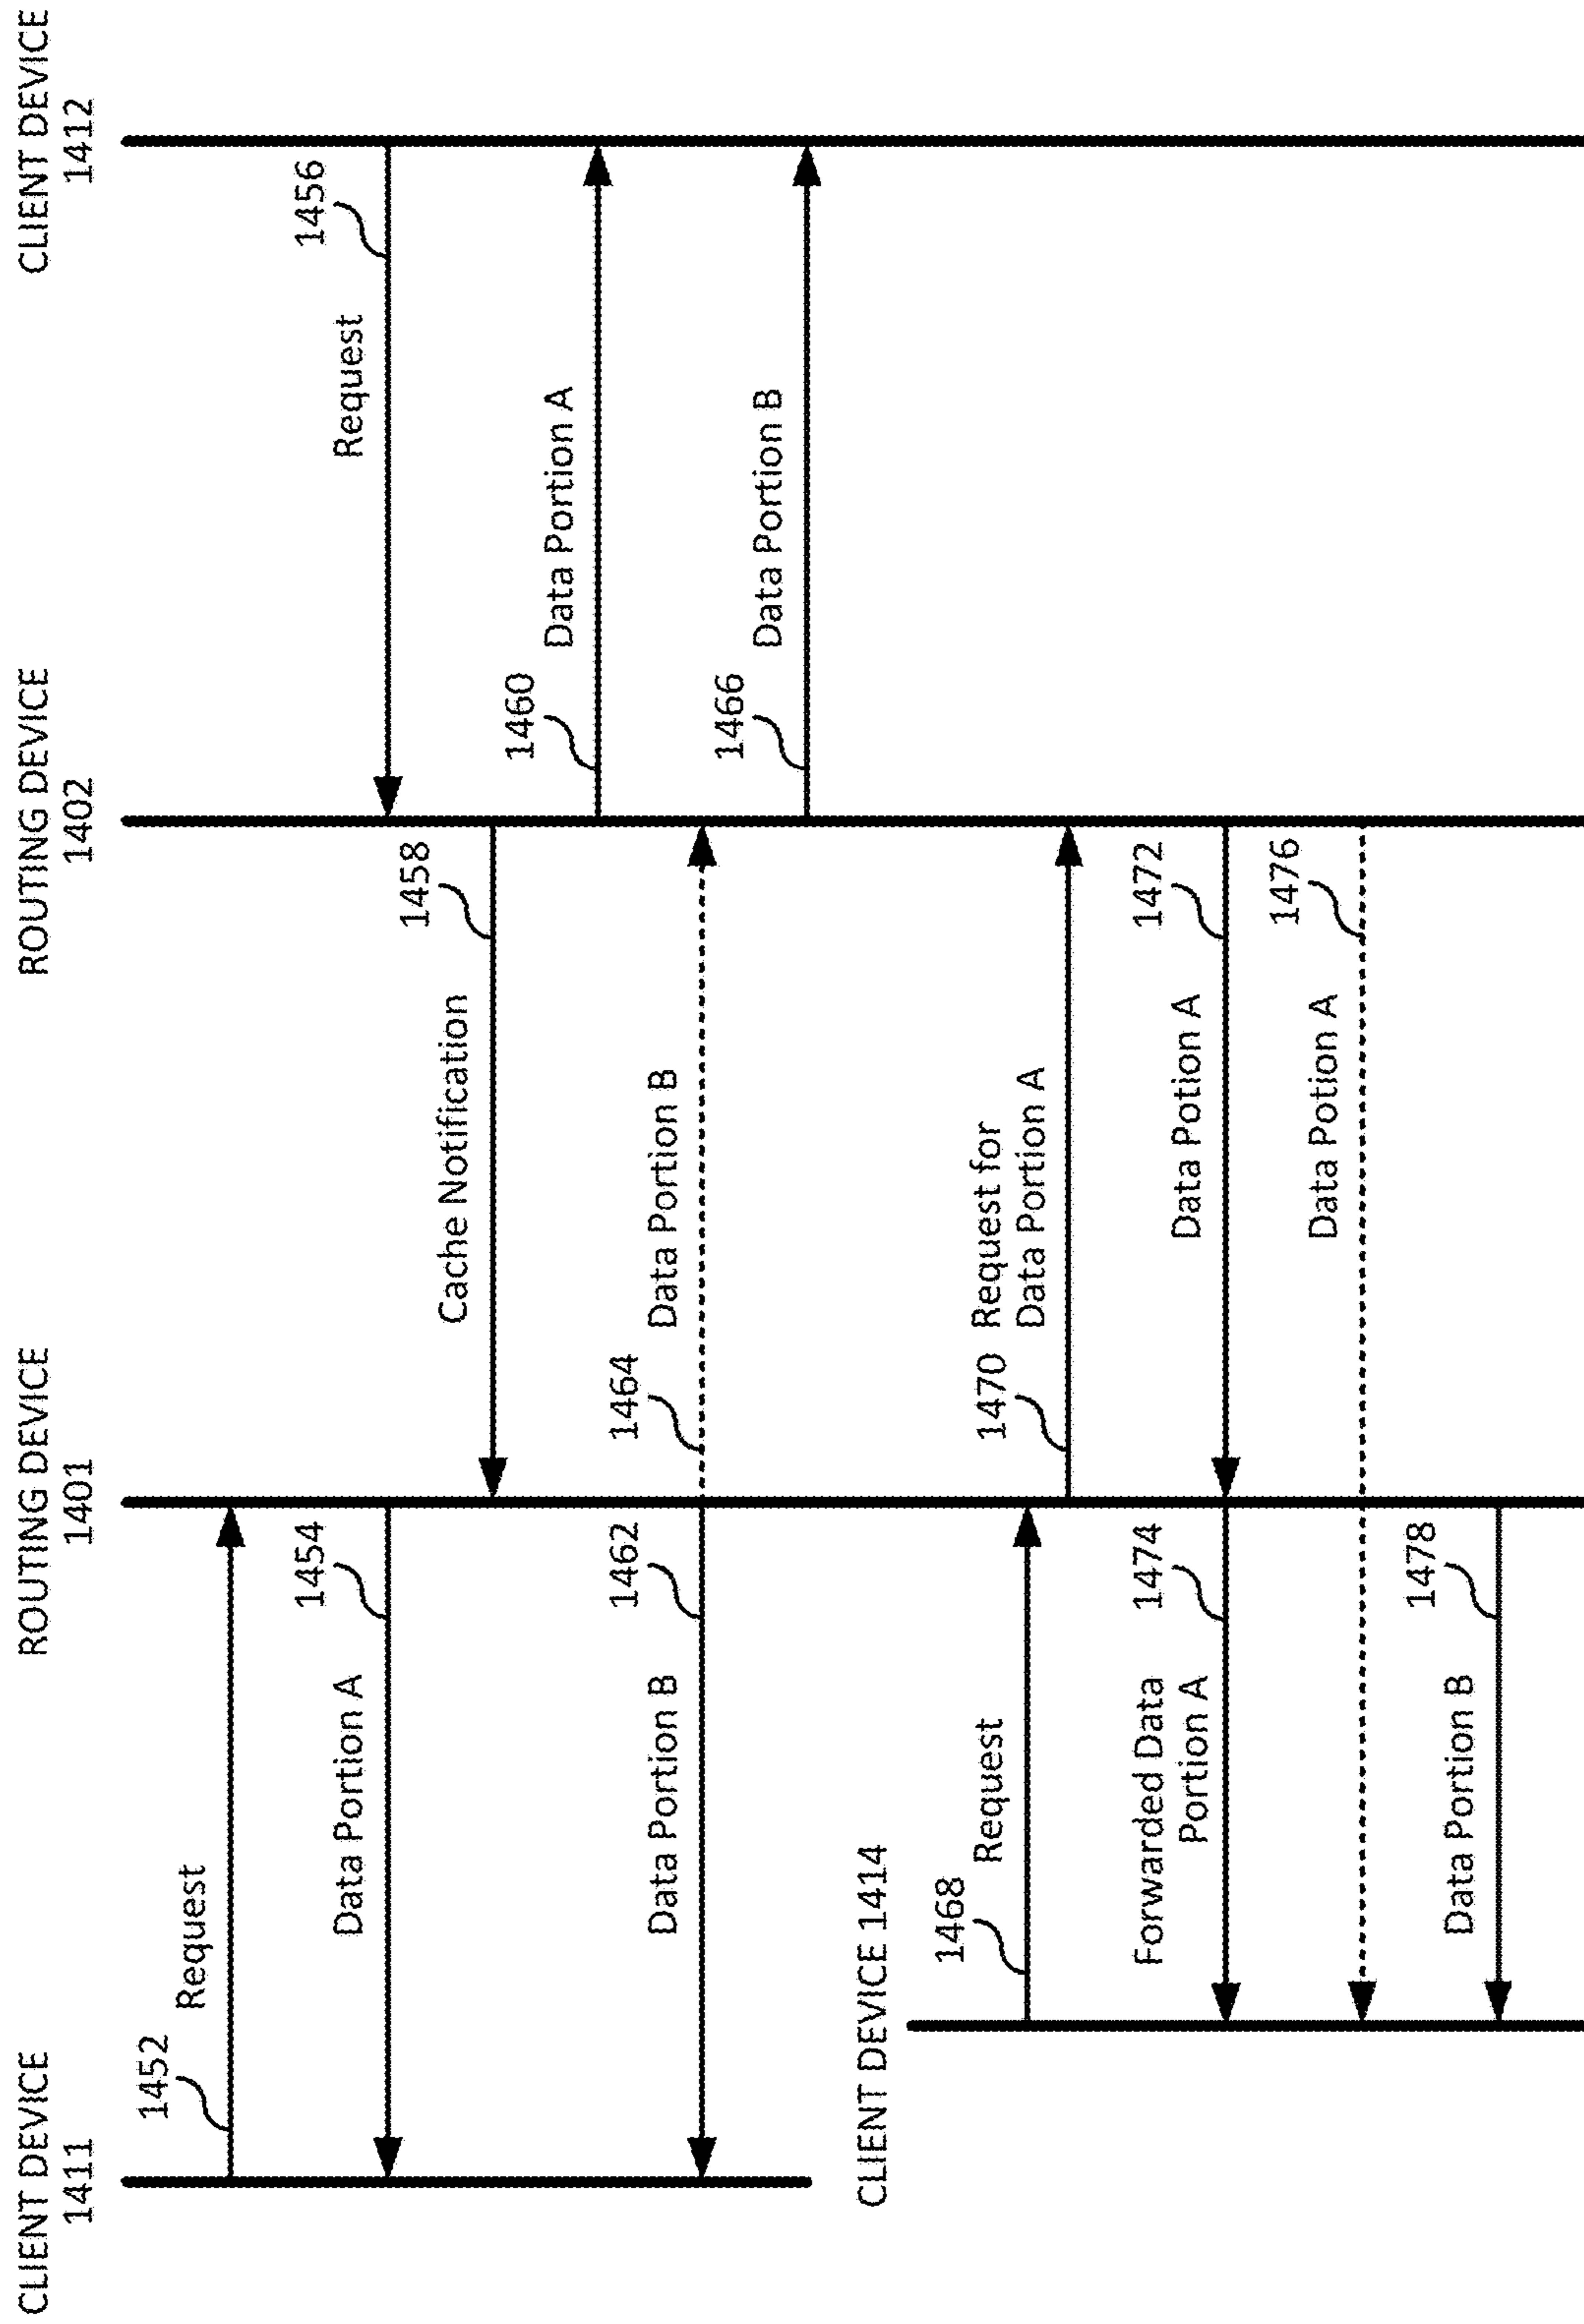 CLIENT DEVICE
1411
ROUTING DEVICE
1401
ROUTING DEVICE
1402
CLIENT DEVICE
1412
1452
Request
1454
Data Portion A
1456
Request
1458
Cache Notification
1460
Data Portion A
1462
Data Portion B
1464
Data Portion B
1466
Data Portion B
CLIENT DEVICE 1414
1468
Request
1470 Request for
Data Portion A
1472
Data Potion A
1474
Forwarded Data
Portion A
1476
Data Potion A
1478
Data Portion B